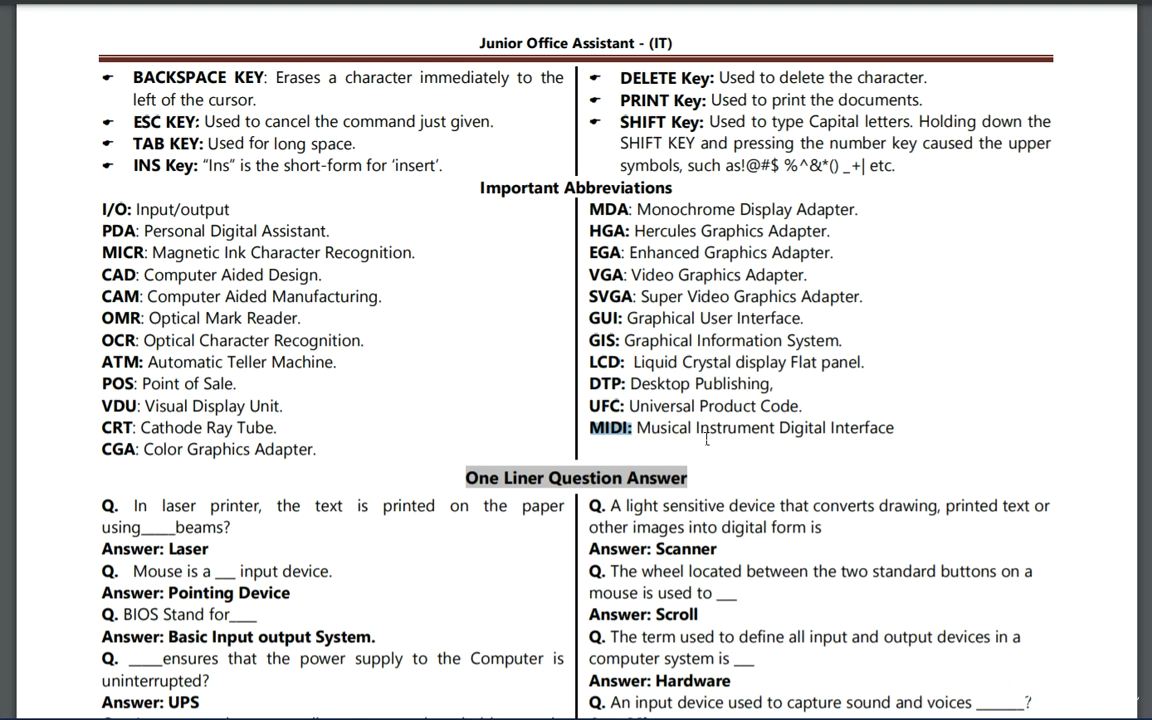 Junior Office Assistant - (IT)
BACKSPACE KEY: Erases a character immediately to the
left of the cursor.
ESC KEY: Used to cancel the command just given.
TAB KEY: Used for long space.
INS Key: “Ins” is the short-form for ‘insert’.
DELETE Key: Used to delete the character.
PRINT Key: Used to print the documents.
SHIFT Key: Used to type Capital letters. Holding down the
SHIFT KEY and pressing the number key caused the upper
symbols, such as!@#$ %^&*() _+| etc.
Important Abbreviations
I/O: Input/output
PDA: Personal Digital Assistant.
MICR: Magnetic Ink Character Recognition.
CAD: Computer Aided Design.
CAM: Computer Aided Manufacturing.
OMR: Optical Mark Reader.
OCR: Optical Character Recognition.
ATM: Automatic Teller Machine.
POS: Point of Sale.
VDU: Visual Display Unit.
CRT: Cathode Ray Tube.
CGA: Color Graphics Adapter.
MDA: Monochrome Display Adapter.
HGA: Hercules Graphics Adapter.
EGA: Enhanced Graphics Adapter.
VGA: Video Graphics Adapter.
SVGA: Super Video Graphics Adapter.
GUI: Graphical User Interface.
GIS: Graphical Information System.
LCD: Liquid Crystal display Flat panel.
DTP: Desktop Publishing,
UFC: Universal Product Code.
MIDI: Musical Instrument Digital Interface
One Liner Question Answer
Q. In laser printer, the text is printed on the paper
using____beams?
Answer: Laser
Q. Mouse is a ___ input device.
Answer: Pointing Device
Q. BIOS Stand for____
Answer: Basic Input output System.
Q. ____ensures that the power supply to the Computer is
uninterrupted?
Answer: UPS
Q. A light sensitive device that converts drawing, printed text or
other images into digital form is
Answer: Scanner
Q. The wheel located between the two standard buttons on a
mouse is used to ___
Answer: Scroll
Q. The term used to define all input and output devices in a
computer system is ___
Answer: Hardware
Q. An input device used to capture sound and voices _______?